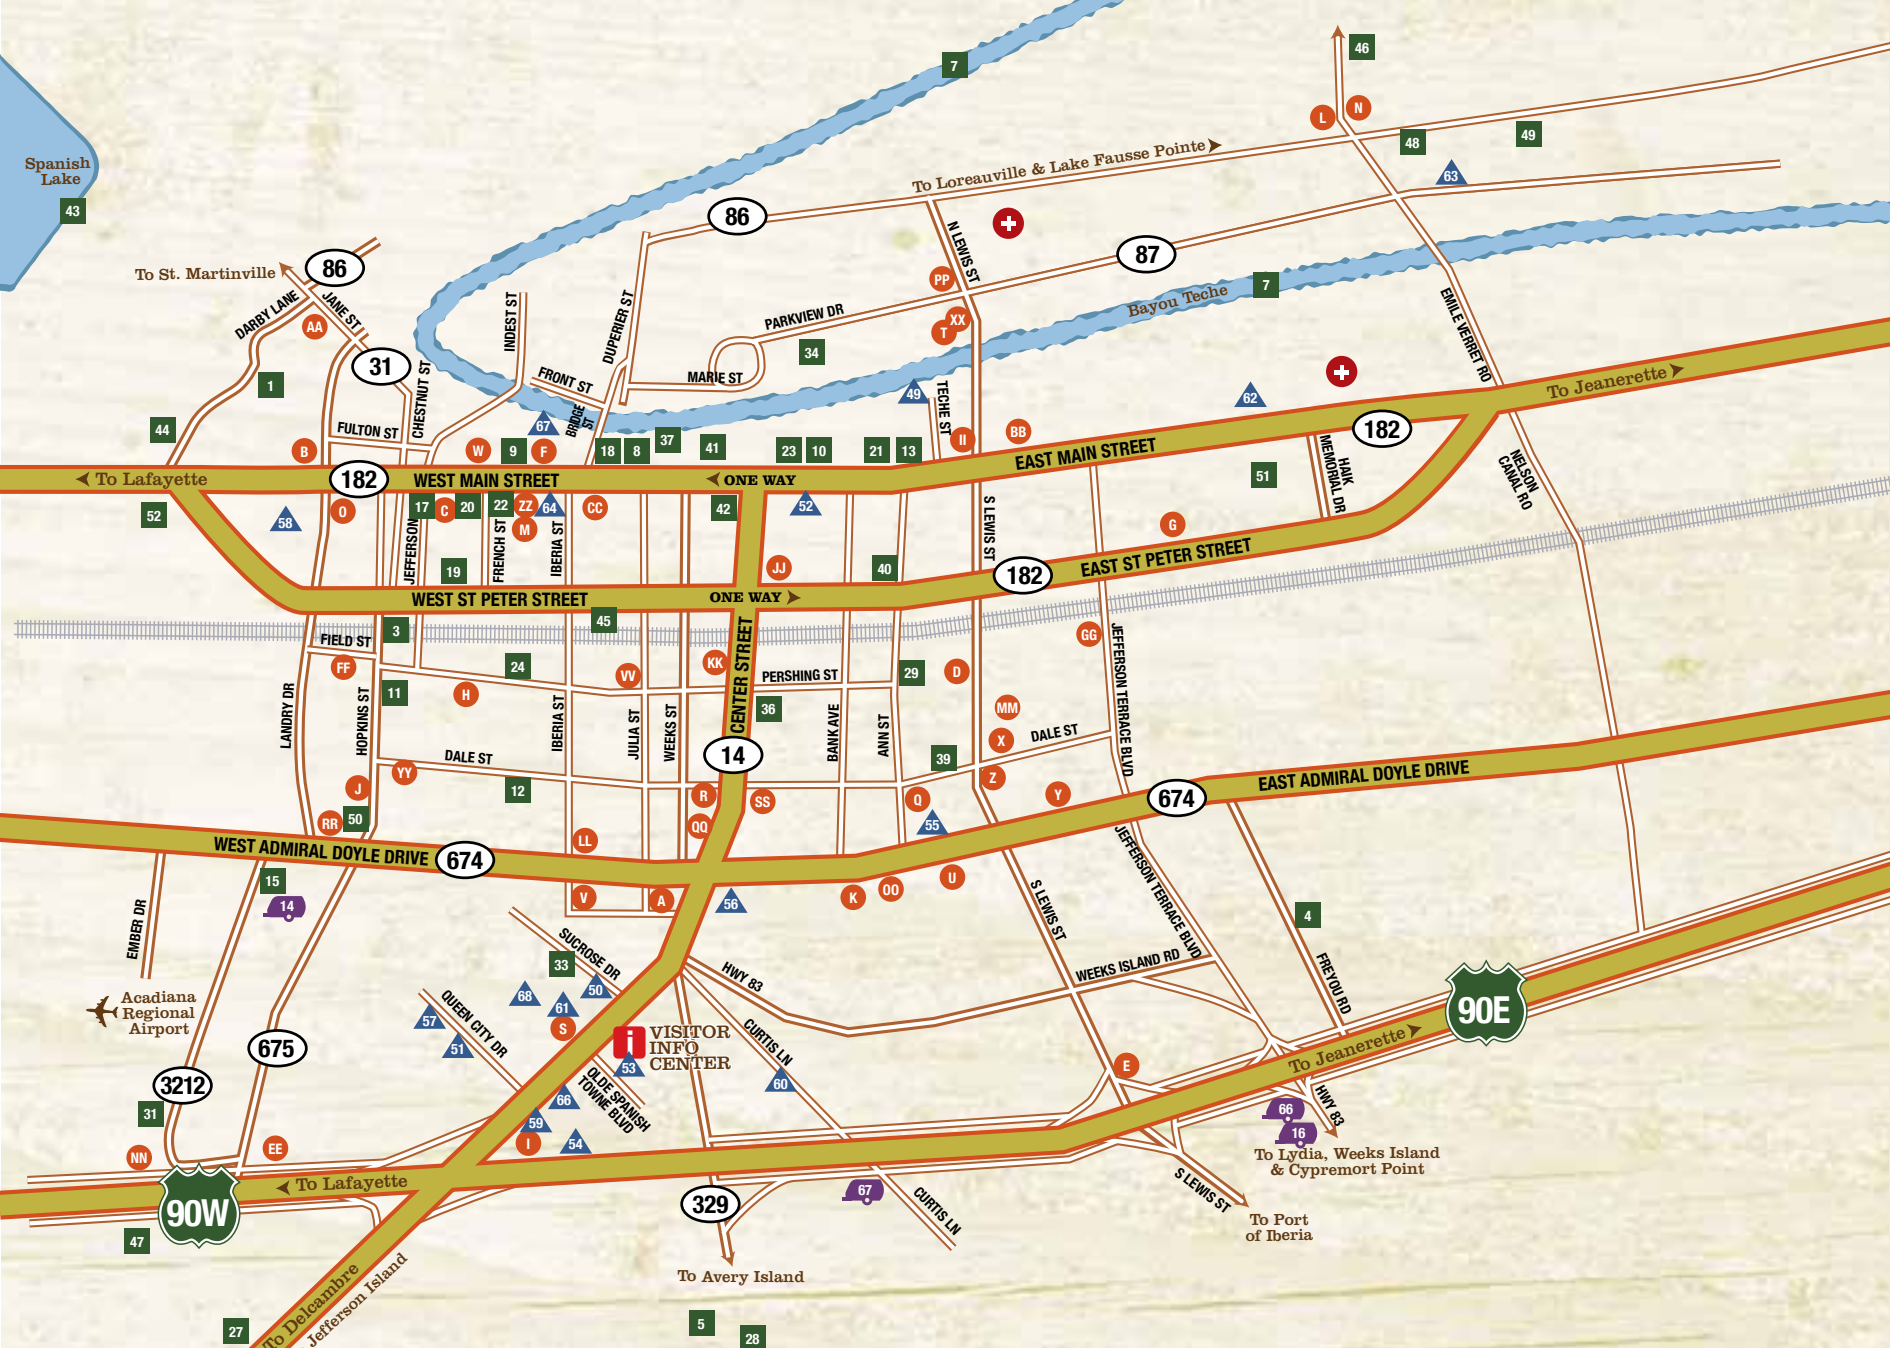 7
46
L
N
48
49
63
Spanish
Lake
43
To Loreauville & Lake Fausse Pointe
86
N LEWIS ST
87
PP
XX
T
Bayou Teche
7
To St. Martinville
86
DARBY LANE
JANE ST
AA
31
1
INDEST ST
DUPERIER ST
PARKVIEW DR
34
MARIE ST
FRONT ST
BRIDGE
ST
CHESTNUT ST
FULTON ST
49
TECHE ST
EMILE VERRET RD
62
To Jeanerette
182
44
B
W
9
F
67
18
8
37
41
23
10
21
13
II
BB
EAST MAIN STREET
HAIK
MEMORIAL DR
51
NELSON
CANAL RD
To Lafayette
182
WEST MAIN STREET
ONE WAY
52
58
O
17
C
20
22
ZZ
64
M
CC
42
52
JEFFERSON
FRENCH ST
IBERIA ST
19
S LEWIS ST
G
JJ
40
182
EAST ST PETER STREET
WEST ST PETER STREET
ONE WAY
45
3
FIELD ST
FF
24
H
11
VV
KK
CENTER STREET
PERSHING ST
36
29
D
GG
JEFFERSON TERRACE BLVD
LANDRY DR
HOPKINS ST
IBERIA ST
JULIA ST
WEEKS ST
14
BANK AVE
ANN ST
MM
X
DALE ST
39
Z
DALE ST
YY
12
J
RR
50
R
SS
QQ
Q
55
Y
674
EAST ADMIRAL DOYLE DRIVE
WEST ADMIRAL DOYLE DRIVE
674
LL
15
14
V
A
56
K
OO
U
EMBER DR
S LEWIS ST
JEFFERSON TERRACE BLVD
4
FREYOU RD
SUCROSE DR
33
50
68
61
S
HWY 83
WEEKS ISLAND RD
Acadiana
Regional
Airport
QUEEN CITY DR
57
51
VISITOR
INFO
CENTER
i
53
CURTIS LN
60
90E
To Jeanerette
675
3212
31
OLDE SPANISH
TOWNE BLVD
66
59
I
54
E
HWY 83
66
16
To Lydia, Weeks Island
& Cypremort Point
NN
EE
90W
To Lafayette
329
67
CURTIS LN
S LEWIS ST
To Port
of Iberia
47
To Avery Island
To Delcambre
Jefferson Island
27
5
28